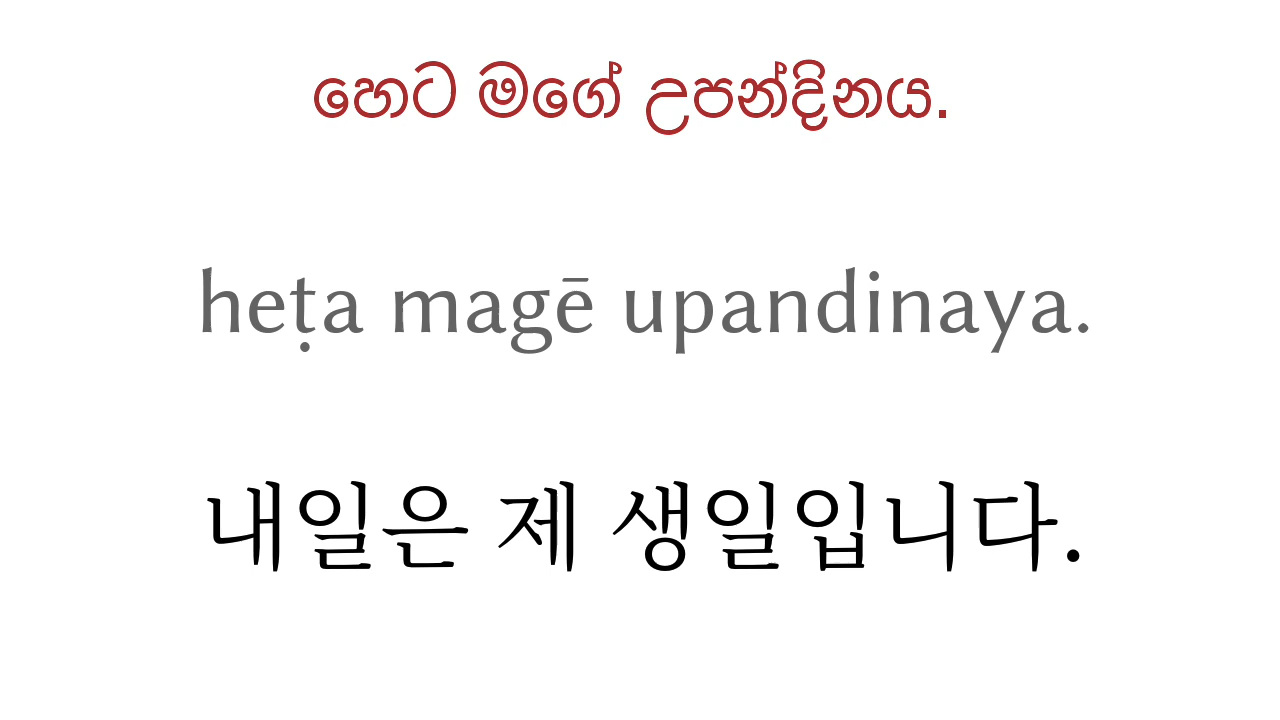 හෙට මගේ උපන්දිනය.
heṭa magē upandinaya.
내일은 제 생일입니다.